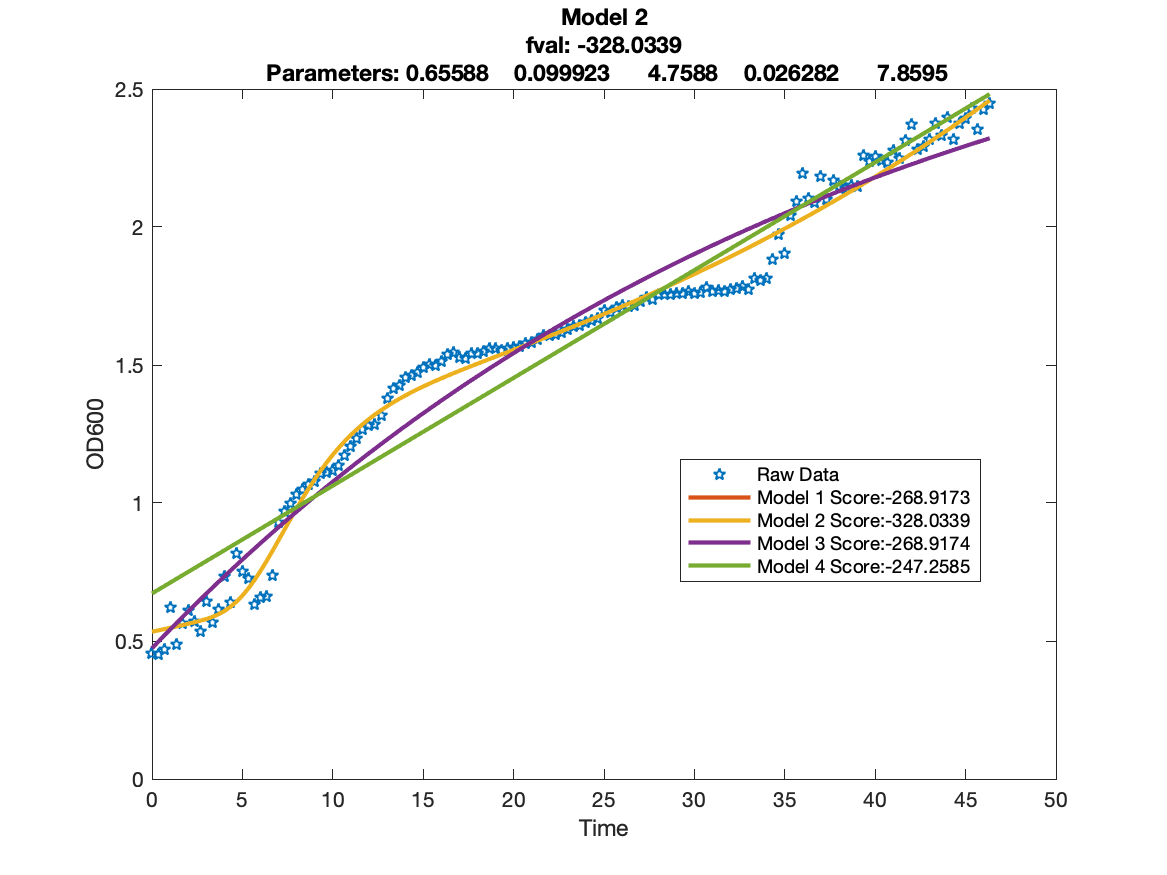 Model 2
fval: -328.0339
Parameters: 0.65588 0.099923 4.7588 0.026282 7.8595
2.5
2
1.5
1
0.5
0
OD600
Raw Data
Model 1 Score:-268.9173
Model 2 Score:-328.0339
Model 3 Score:-268.9174
Model 4 Score:-247.2585
0 5 10 15 20 25 30 35 40 45 50
Time